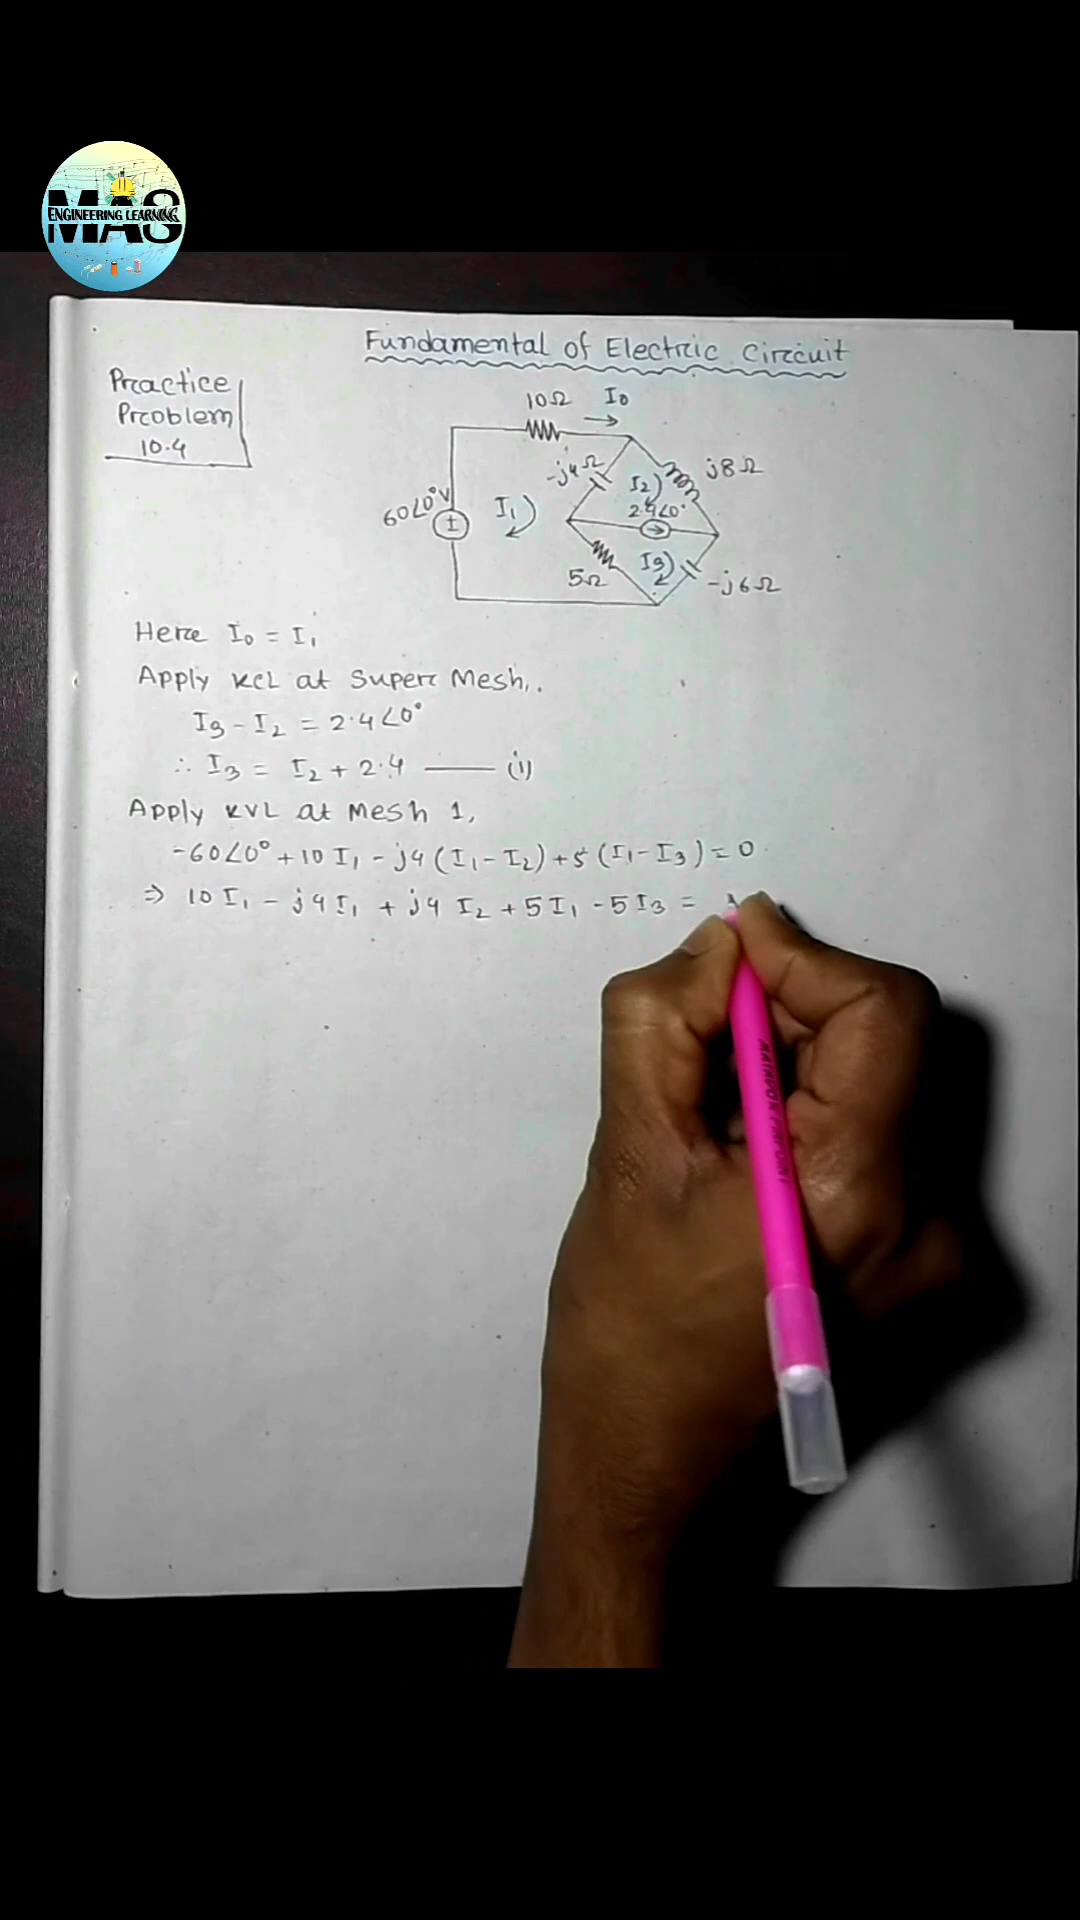 MAS
ENGINEERING LEARNING
Fundamental of Electric Circuit
Practice
Problem
10.4
10Ω I₀
-j4Ω
j8Ω
60∠0°V
±
I₁
I₂
2.4∠0°
5Ω
I₃
-j6Ω
Here I₀ = I₁
Apply KCL at Super Mesh,
I₃ - I₂ = 2.4∠0°
∴ I₃ = I₂ + 2.4 —— (i)
Apply KVL at Mesh 1,
-60∠0° + 10 I₁ - j4 (I₁ - I₂) + 5 (I₁ - I₃) = 0
⇒ 10 I₁ - j4 I₁ + j4 I₂ + 5 I₁ - 5 I₃ =